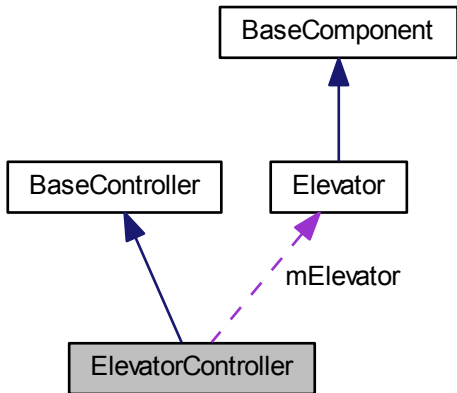 BaseComponent
BaseController
Elevator
mElevator
ElevatorController